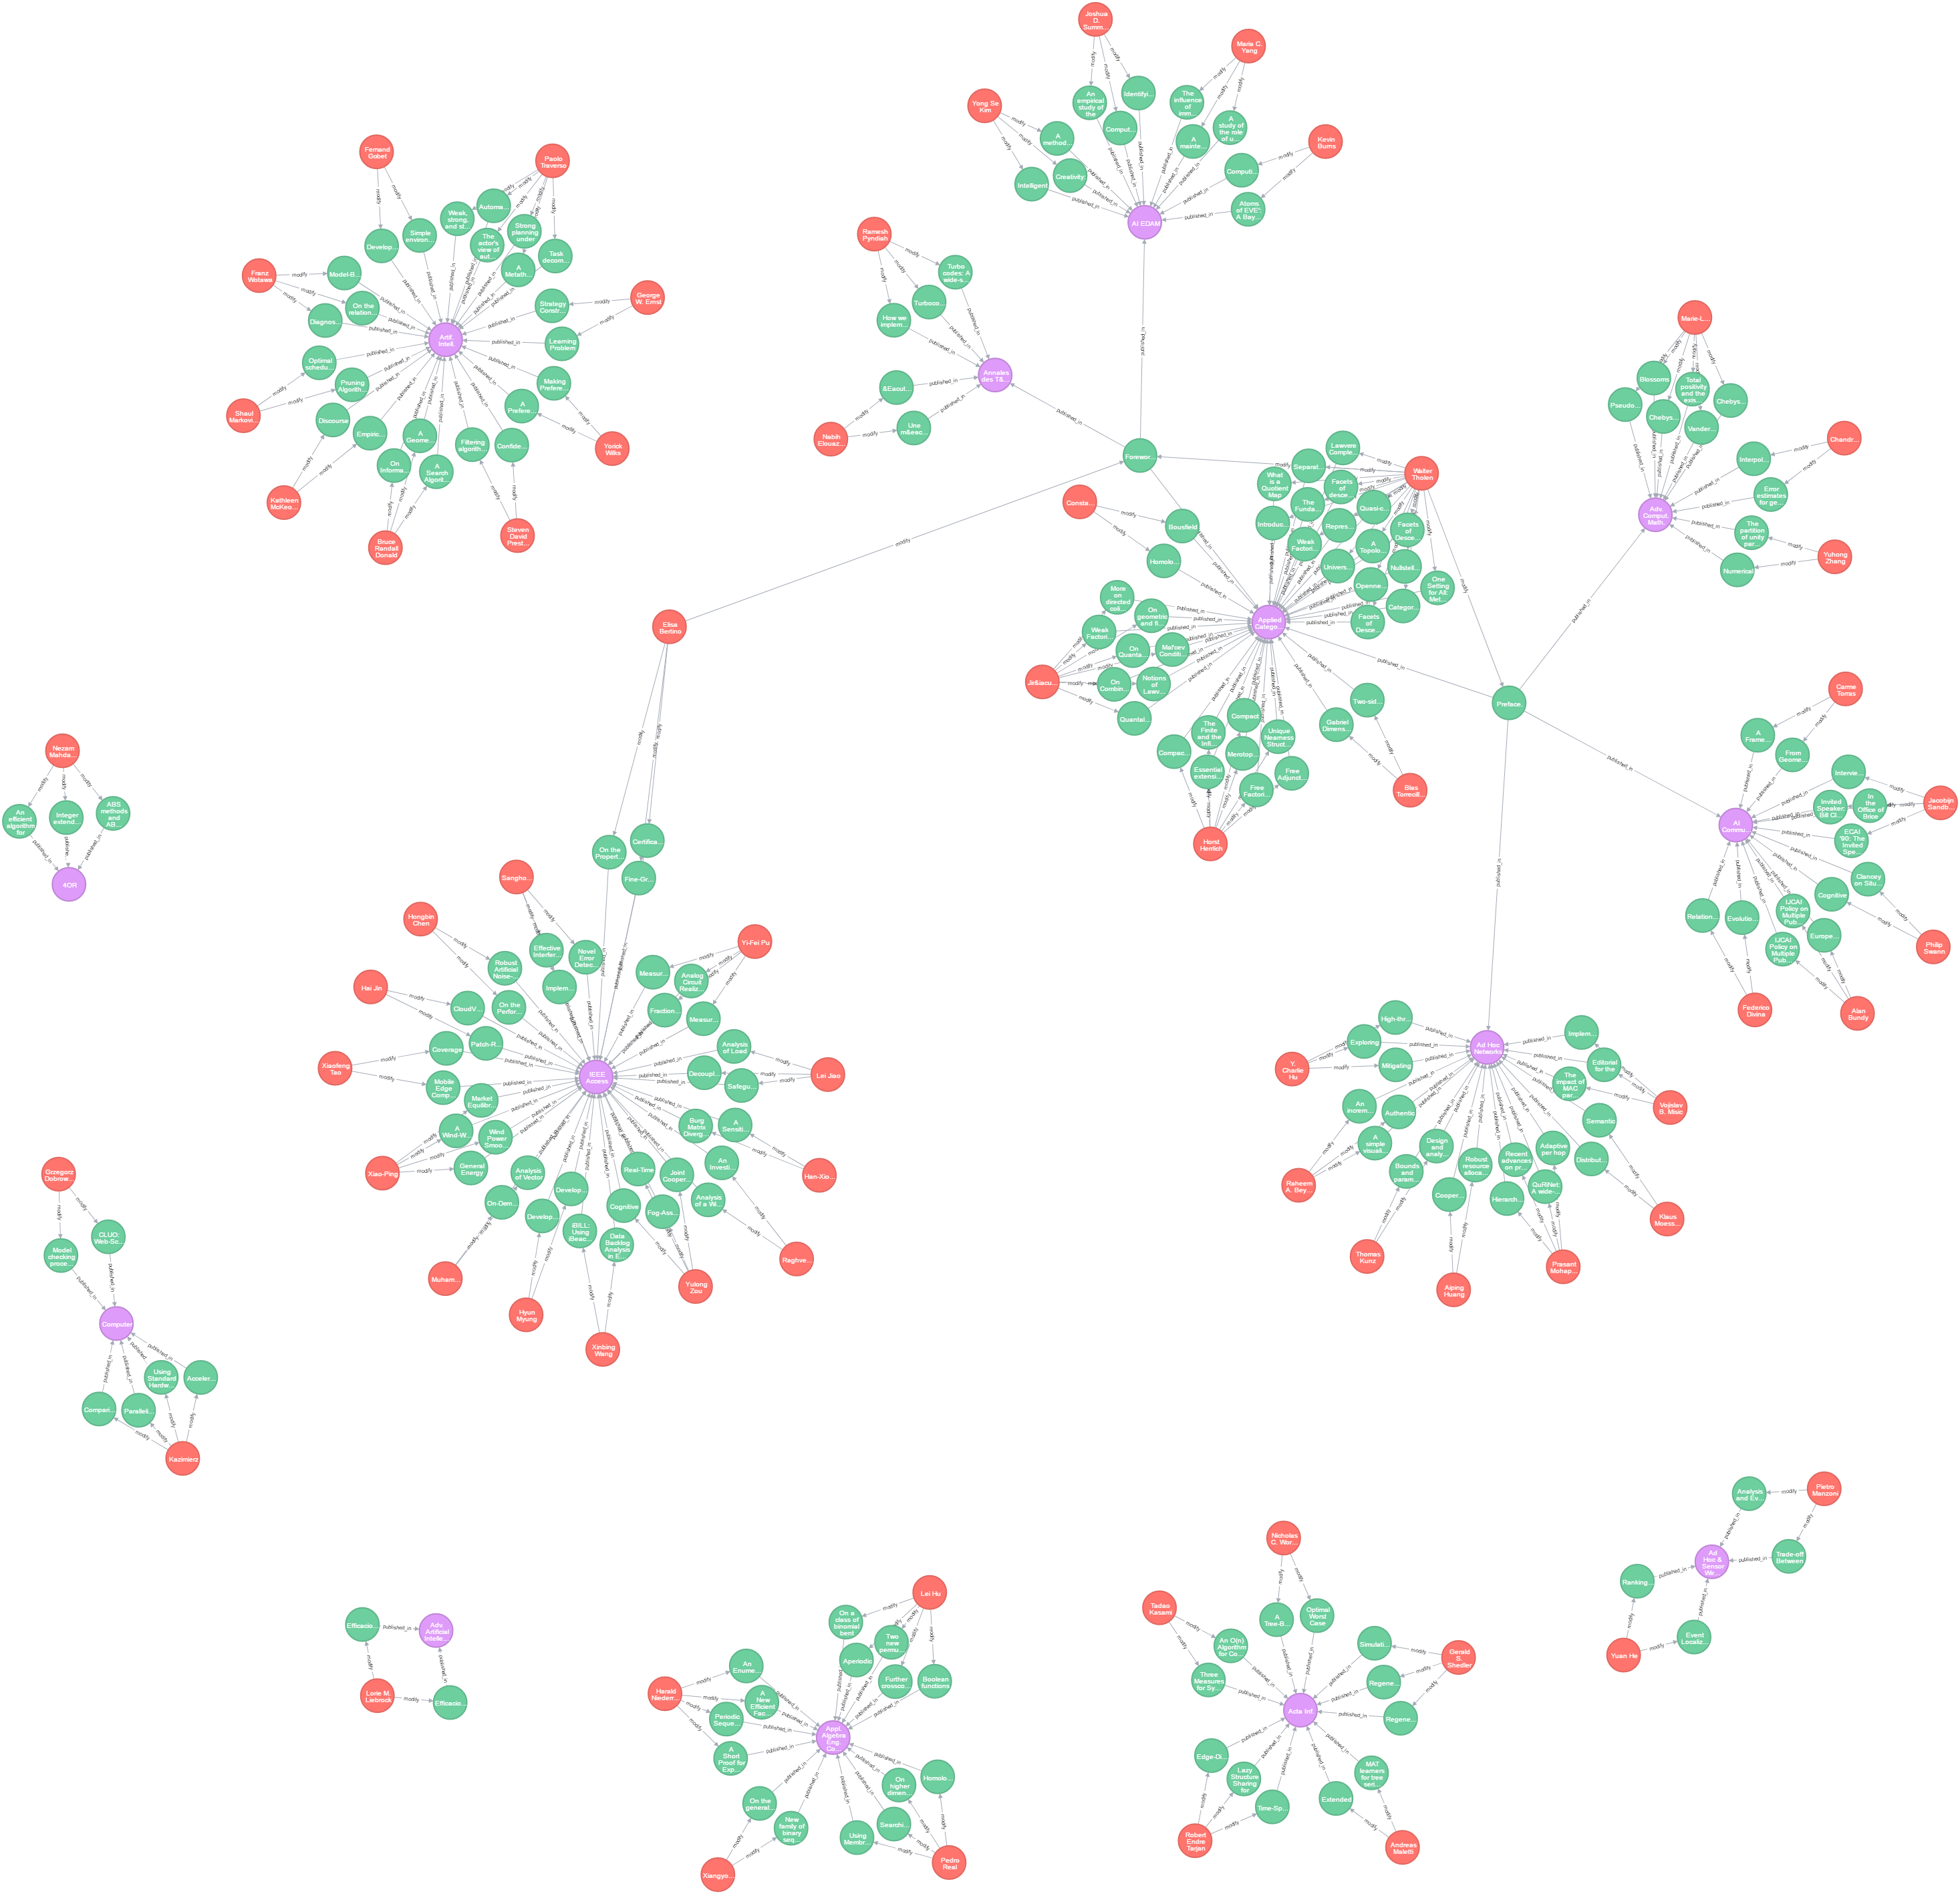 Joshua
D.
Summ...
Maria C.
Yang
An
empirical
study of
the
Identifyi...
Comput...
The
influence
of
imm...
A
study of
the role
of u...
A
mainte...
Yong Se
Kim
A
method...
Creativity:
Intelligent
Kevin
Burns
Computi...
Atoms
of EVE':
A Bay...
AI EDAM
Fernand
Gobet
Paolo
Traverso
Simple
environ...
Develop...
Weak,
strong,
and st...
Automa...
The
actor's
view of
aut...
Strong
planning
under
Task
decom...
A
Metath...
Franz
Wotawa
Model-B...
On the
relation...
Diagnos...
George
W. Ernst
Strategy
Constr...
Learning
Problem
Artif.
Intell.
Optimal
schedu...
Pruning
Algorith...
Shaul
Markovi...
Discourse
Empiric...
Kathleen
McKeo...
A
Geome...
On
Informa...
A
Search
Algorit...
Bruce
Randall
Donald
Filtering
algorith...
Confide...
Steven
David
Prest...
Making
Prefere...
A
Prefere...
Yorick
Wilks
Ramesh
Pyndiah
Turbo
codes: A
wide-s...
Turboco...
How we
implem...
Annales
des T&...
&Eacut...
Une
m&eac...
Nabih
Elouaz...
Forewor...
Elisa
Bertino
Walter
Tholen
Lawvere
Comple...
Separat...
What
is a
Quotient
Map
Facets
of
desce...
The
Funda...
Quasi-c...
Introduc...
Repres...
Weak
Factori...
Facets
of
Desce...
A
Topolo...
Univers...
Nullstell...
Openne...
One
Setting
for All:
Met...
Categor...
Facets
of
Desce...
Consta...
Bousfield
Homolo...
Applied
Catego...
More
on
directed
coli...
On
geometric
and fi...
Weak
Factori...
On
Quanta...
Mal'cev
Conditi...
On
Combin...
Notions
of
Lawv...
Quantal...
Jir&iacu...
Compact
The
Finite
and the
Infi...
Compac...
Unique
Nearness
Struct...
Merotop...
Essential
extensi...
Free
Adjunct...
Free
Factori...
Horst
Herrlich
Two-sid...
Gabriel
Dimens...
Blas
Torrecill...
Marie-L...
Blossoms
Total
positivity
and the
exis...
Pseudo...
Chebys...
Chebys...
Vander...
Chandr...
Interpol...
Error
estimates
for ge...
Adv.
Comput.
Math.
The
partition
of unity
par...
Yuhong
Zhang
Numerical
Preface.
Carme
Torras
A
Frame...
From
Geome...
Intervie...
Jacobijn
Sandb...
Invited
Speaker:
Bill Cl...
In
the
Office of
Brice
ECAI
'90: The
Invited
Spe...
AI
Commu...
Clancey
on Situ...
Cognitive
Philip
Swann
Relation...
Evolutio...
IJCAI
Policy on
Multiple
Pub...
Europe...
IJCAI
Policy on
Multiple
Pub...
Federico
Divina
Alan
Bundy
Nezam
Mahda...
An
efficient
algorithm
for
Integer
extend...
ABS
methods
and
AB...
4OR
On the
Propert...
Certifica...
Fine-Gr...
Sangho...
Effective
Interfer...
Novel
Error
Detec...
Implem...
Hongbin
Chen
Robust
Artificial
Noise-...
On the
Perfor...
Hai Jin
CloudV...
Patch-R...
Xiaofeng
Tao
Coverage
Mobile
Edge
Comp...
Yi-Fei Pu
Measur...
Analog
Circuit
Realiz...
Fraction...
Measur...
IEEE
Access
Analysis
of Load
Decoupl...
Safegu...
Lei Jiao
Market
Equilibr...
A
Wind-W...
Wind
Power
Smoo...
General
Energy
Xiao-Ping
Burg
Matrix
Diverg...
A
Sensiti...
Han-Xio...
An
Investi...
Analysis
of a Wi...
Raghve...
Analysis
of Vector
On-Dem...
Muham...
Develop...
Develop...
Hyun
Myung
iBILL:
Using
iBeac...
Data
Backlog
Analysis
in E...
Xinbing
Wang
Real-Time
Joint
Cooper...
Cognitive
Fog-Ass...
Yulong
Zou
Y.
Charlie
Hu
High-thr...
Exploring
Mitigating
Ad Hoc
Networks
Implem...
Editorial
for the
The
impact of
MAC
par...
Vojislav
B. Misic
An
increm...
Authentic
A
simple
visuali...
Raheem
A. Bey...
Design
and
analy...
Bounds
and
param...
Thomas
Kunz
Cooper...
Robust
resource
alloca...
Aiping
Huang
Recent
advances
on pr...
Adaptive
per hop
QuRiNet:
A wide-...
Hierarch...
Prasant
Mohap...
Semantic
Distribut...
Klaus
Moess...
Grzegorz
Dobrow...
CLUO:
Web-Sc...
Model
checking
proce...
Computer
Using
Standard
Hardw...
Acceler...
Compari...
Paralleli...
Kazimierz
Efficacio...
Adv.
Artificial
Intelle...
Lorie M.
Liebrock
Efficacio...
Lei Hu
On a
class of
binomial
bent
Two
new
permu...
Aperiodic
Further
crossco...
Boolean
functions
Harald
Niederr...
An
Enume...
A
New
Efficient
Fac...
Periodic
Seque...
A
Short
Proof for
Exp...
Appl.
Algebra
Eng.
Co...
On the
general...
New
family of
binary
seq...
Xiangyo...
On
higher
dimen...
Homolo...
Searchi...
Using
Membr...
Pedro
Real
Nicholas
C. Wor...
A
Tree-B...
Optimal
Worst
Case
Tadao
Kasami
An O(n)
Algorithm
for Co...
Three
Measures
for Sy...
Simulati...
Regene...
Regene...
Gerald
S.
Shedler
Acta Inf.
Edge-Di...
Lazy
Structure
Sharing
for
Time-Sp...
Robert
Endre
Tarjan
MAT
learners
for tree
seri...
Extended
Andreas
Maletti
Analysis
and Ev...
Pietro
Manzoni
Trade-off
Between
Ad
Hoc &
Sensor
Wir...
Ranking...
Event
Localiz...
Yuan He
modify
published_in